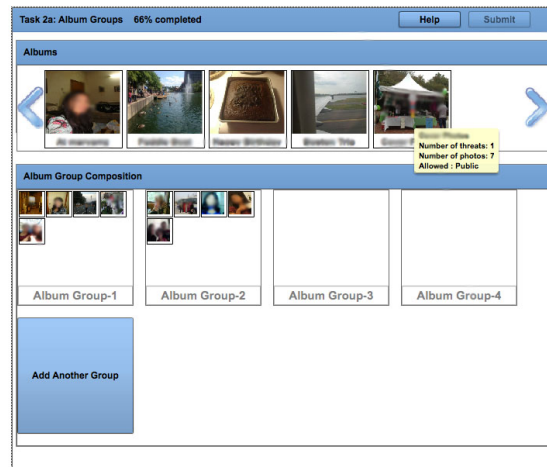 Task 2a: Album Groups 66% completed Help Submit
Albums
Number of threats: 1
Number of photos: 7
Allowed : Public
Album Group Composition
Album Group-1 Album Group-2 Album Group-3 Album Group-4
Add Another Group